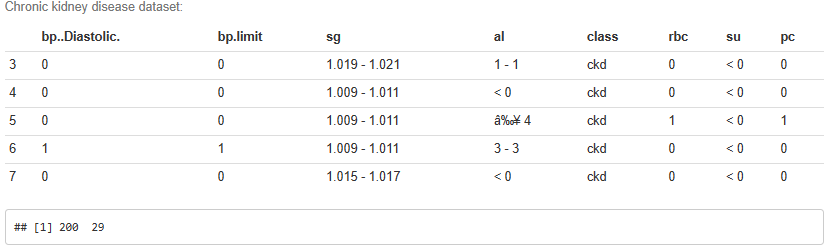 Chronic kidney disease dataset:
bp..Diastolic. bp.limit sg al class rbc su pc
3 0 0 1.019 - 1.021 1 - 1 ckd 0 < 0 0
4 0 0 1.009 - 1.011 < 0 ckd 0 < 0 0
5 0 0 1.009 - 1.011 ≥ 4 ckd 1 < 0 1
6 1 1 1.009 - 1.011 3 - 3 ckd 0 < 0 0
7 0 0 1.015 - 1.017 < 0 ckd 0 < 0 0
## [1] 200  29